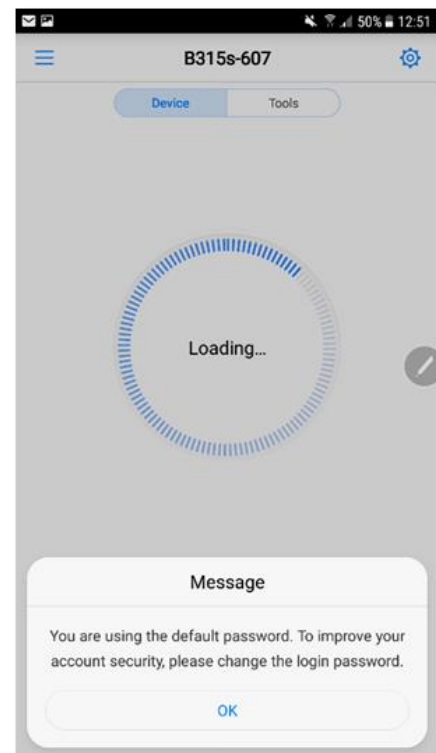 50% 12:51
B315s-607
Device Tools
Loading...
Message
You are using the default password. To improve your
account security, please change the login password.
OK